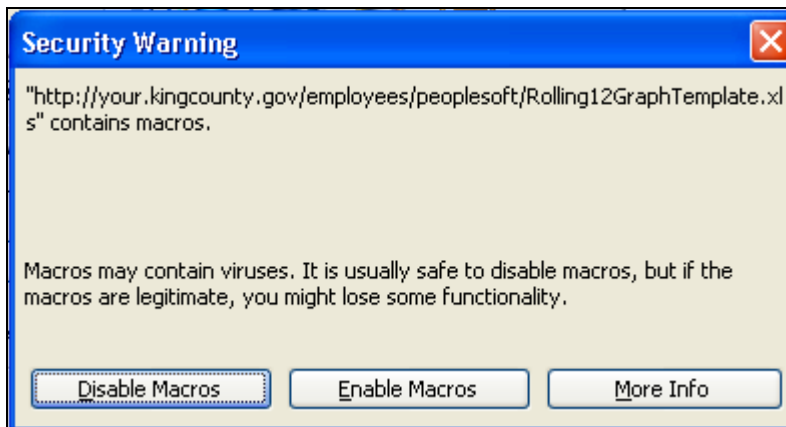 Security Warning
"http://your.kingcounty.gov/employees/peoplesoft/Rolling12GraphTemplate.xl
s" contains macros.
Macros may contain viruses. It is usually safe to disable macros, but if the
macros are legitimate, you might lose some functionality.
Disable Macros Enable Macros More Info